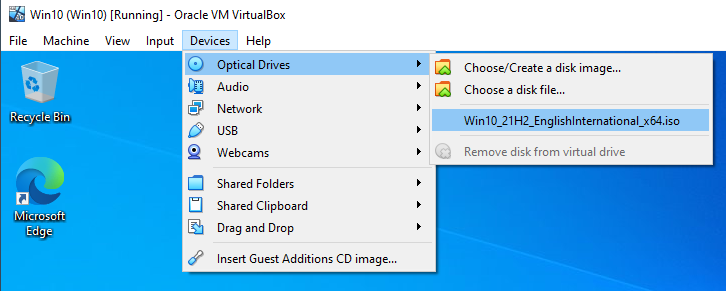 Win10 (Win10) [Running] - Oracle VM VirtualBox
File Machine View Input Devices Help
Recycle Bin
Microsoft
Edge
Optical Drives
Audio
Network
USB
Webcams
Shared Folders
Shared Clipboard
Drag and Drop
Insert Guest Additions CD image...
Choose/Create a disk image...
Choose a disk file...
Win10_21H2_EnglishInternational_x64.iso
Remove disk from virtual drive